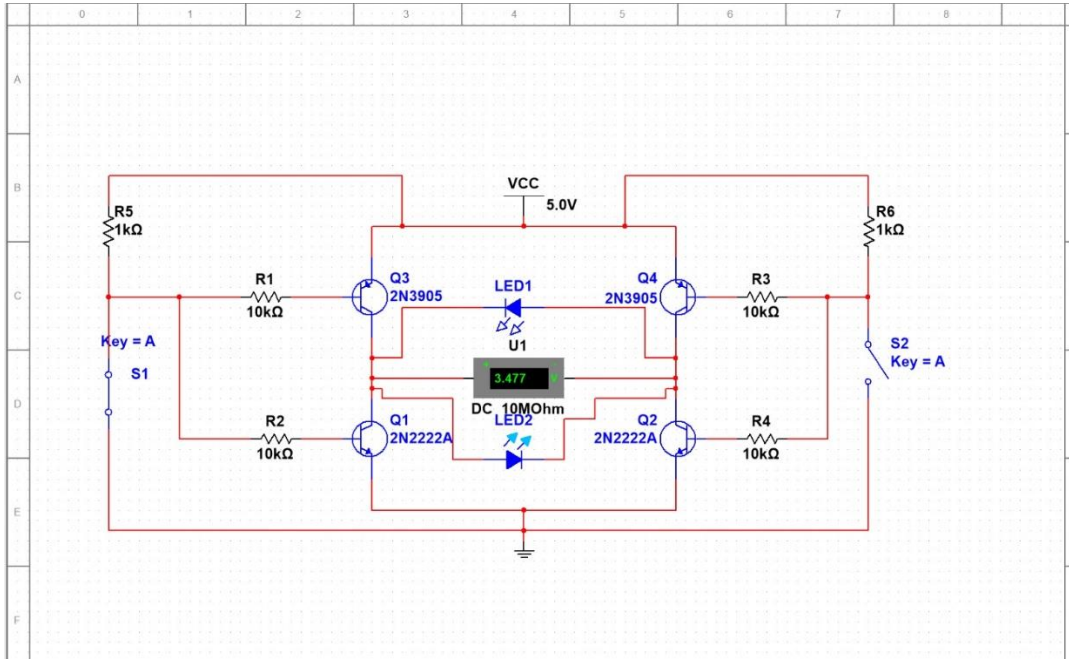 0 1 2 3 4 5 6 7 8
A
B
C
D
E
F
VCC
5.0V
R5
1kΩ
R6
1kΩ
R1
10kΩ
Q3
2N3905
LED1
Q4
2N3905
R3
10kΩ
Key = A
S1
U1
+ -
3.477 V
DC 10MOhm
S2
Key = A
R2
10kΩ
Q1
2N2222A
LED2
Q2
2N2222A
R4
10kΩ